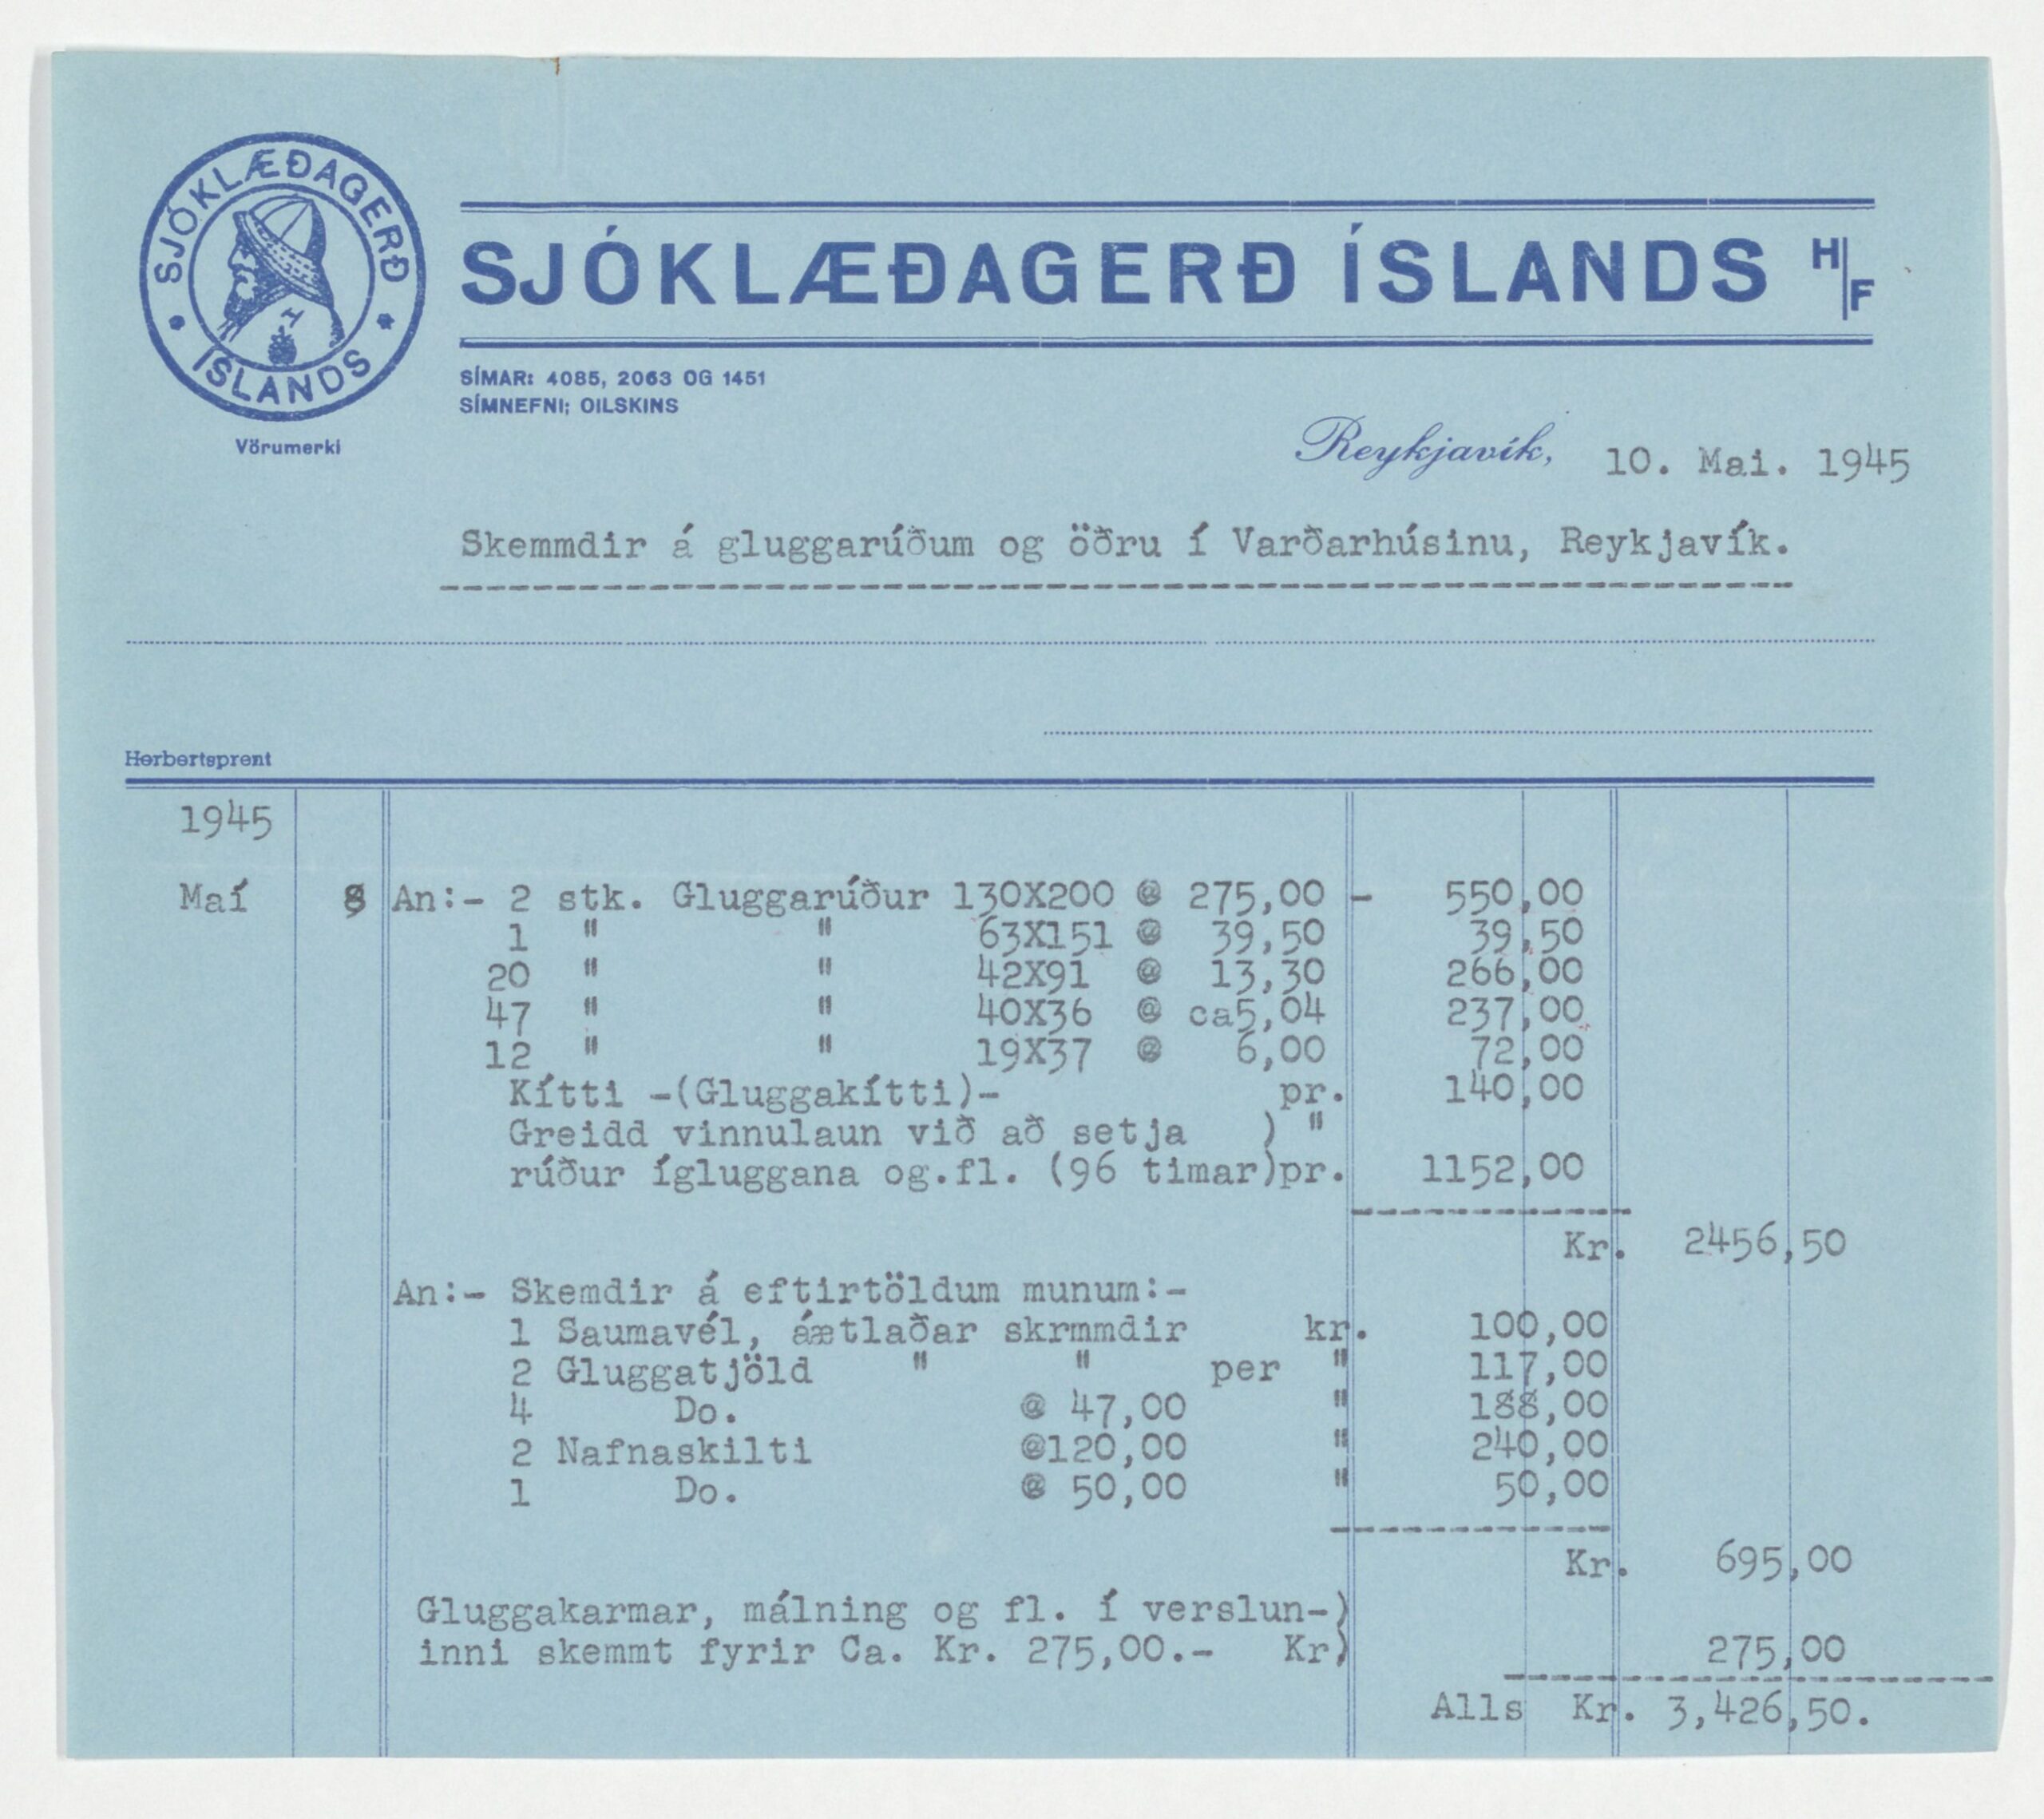 SJÓKLÆÐAGERÐ
ÍSLANDS
Vörumerki
SJÓKLÆÐAGERÐ ÍSLANDS H/F
SÍMAR: 4085, 2063 OG 1451
SÍMNEFNI; OILSKINS
Reykjavík, 10. Mai. 1945
Skemmdir á gluggarúðum og öðru í Varðarhúsinu, Reykjavík.
Herbertsprent
1945
Maí 8 An:- 2 stk. Gluggarúður 130X200 @ 275,00 - 550,00
1 " " 63X151 @ 39,50 39,50
20 " " 42X91 @ 13,30 266,00
47 " " 40X36 @ ca5,04 237,00
12 " " 19X37 @ 6,00 72,00
Kítti -(Gluggakítti)- pr. 140,00
Greidd vinnulaun við að setja ) "
rúður ígluggana og.fl. (96 timar)pr. 1152,00
Kr. 2456,50
An:- Skemdir á eftirtöldum munum:-
1 Saumavél, áætlaðar skrmmdir kr. 100,00
2 Gluggatjöld " " per " 117,00
4 Do. @ 47,00 " 188,00
2 Nafnaskilti @120,00 " 240,00
1 Do. @ 50,00 " 50,00
Kr. 695,00
Gluggakarmar, málning og fl. í verslun-)
inni skemmt fyrir Ca. Kr. 275,00.- Kr) 275,00
Alls Kr. 3,426,50.